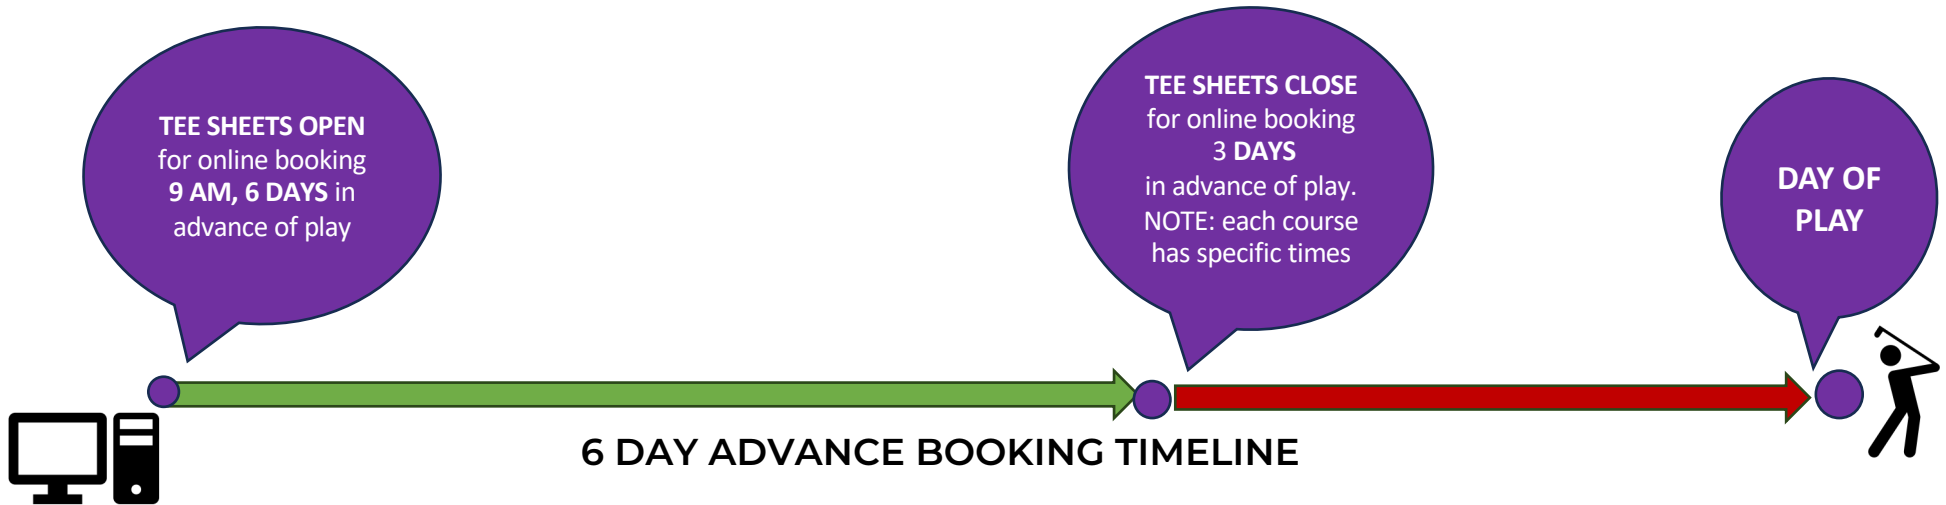 TEE SHEETS OPEN
for online booking
9 AM, 6 DAYS in
advance of play
TEE SHEETS CLOSE
for online booking
3 DAYS
in advance of play.
NOTE: each course
has specific times
DAY OF
PLAY
6 DAY ADVANCE BOOKING TIMELINE